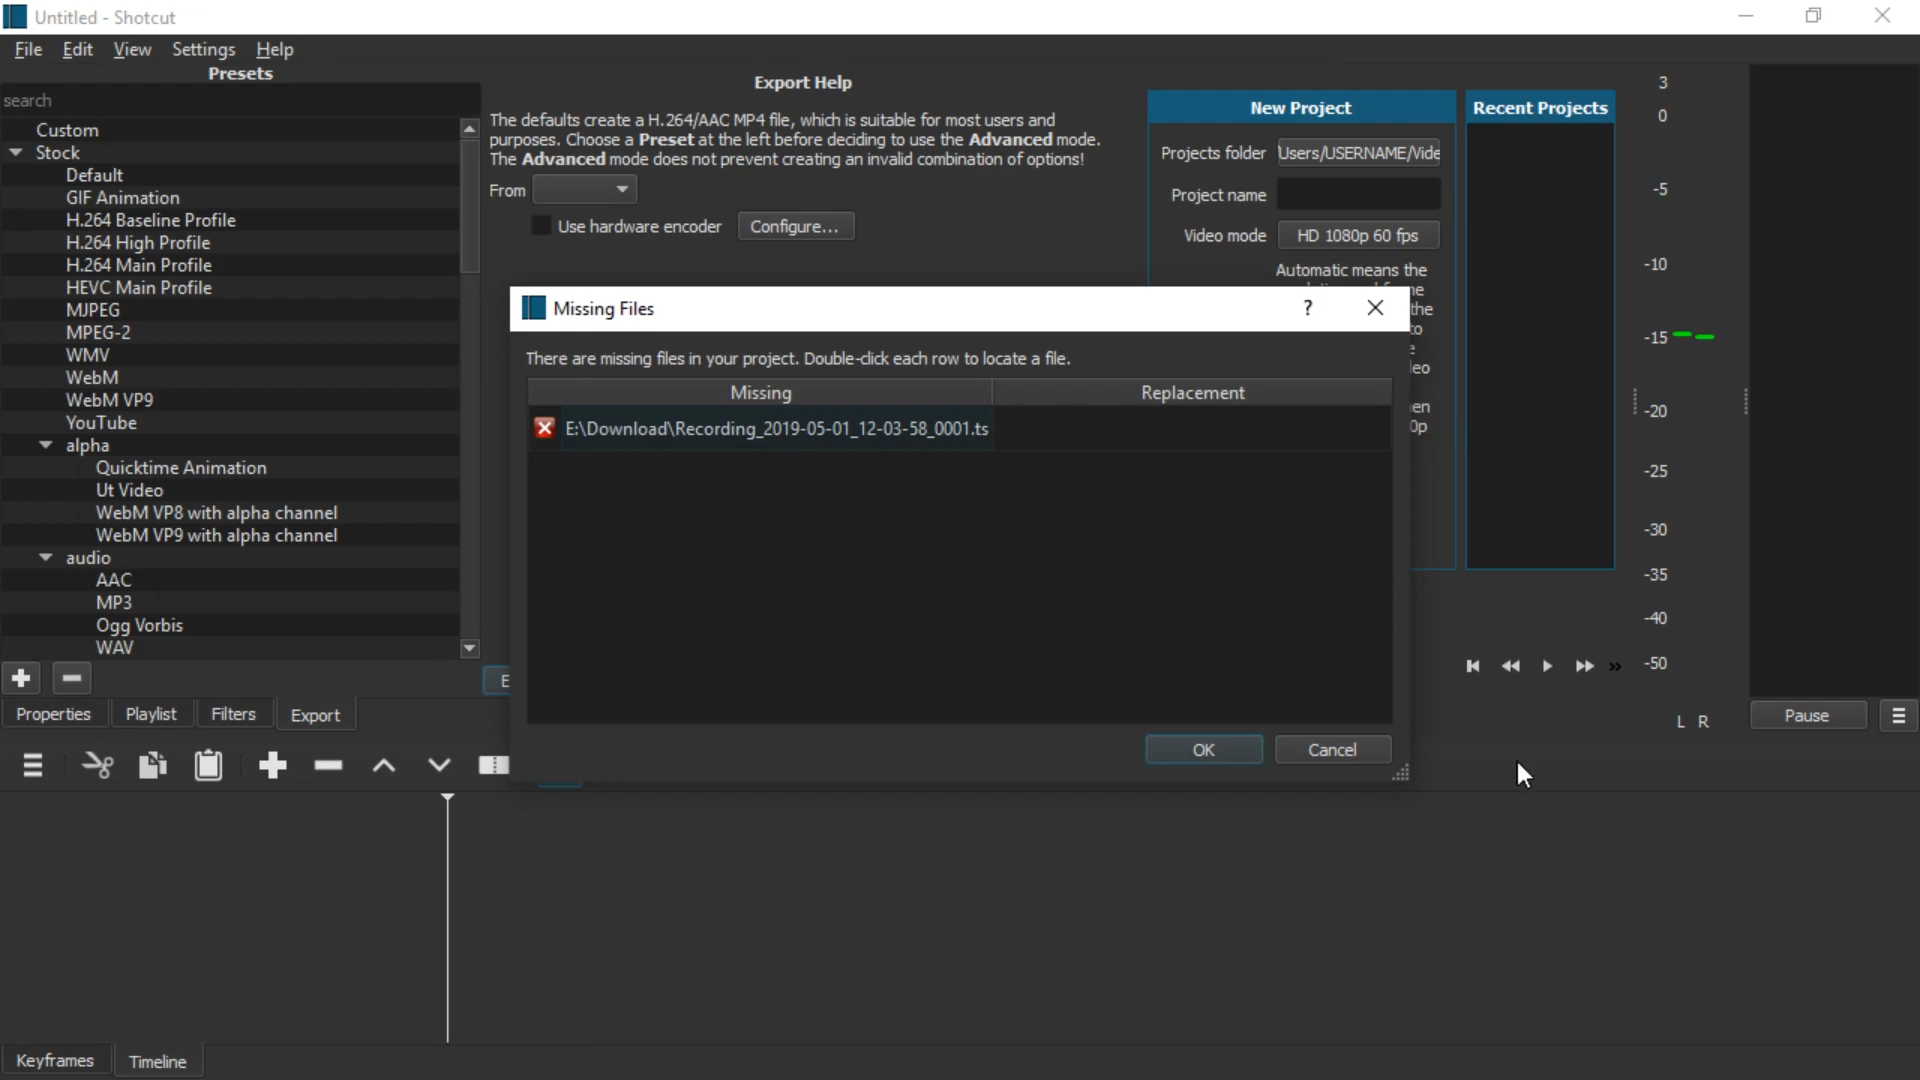 Untitled - Shotcut
File Edit View Settings Help
Presets
search
Custom
Stock
Default
GIF Animation
H.264 Baseline Profile
H.264 High Profile
H.264 Main Profile
HEVC Main Profile
MJPEG
MPEG-2
WMV
WebM
WebM VP9
YouTube
alpha
Quicktime Animation
Ut Video
WebM VP8 with alpha channel
WebM VP9 with alpha channel
audio
AAC
MP3
Ogg Vorbis
WAV
Properties Playlist Filters Export
Export Help
The defaults create a H.264/AAC MP4 file, which is suitable for most users and
purposes. Choose a Preset at the left before deciding to use the Advanced mode.
The Advanced mode does not prevent creating an invalid combination of options!
From
Use hardware encoder Configure...
New Project
Projects folder Users/USERNAME/Vide
Project name
Video mode HD 1080p 60 fps
Automatic means the
Recent Projects
Missing Files
?
There are missing files in your project. Double-click each row to locate a file.
Missing Replacement
E:\Download\Recording_2019-05-01_12-03-58_0001.ts
OK Cancel
3
0
-5
-10
-15
-20
-25
-30
-35
-40
-50
L R
Pause
Keyframes Timeline